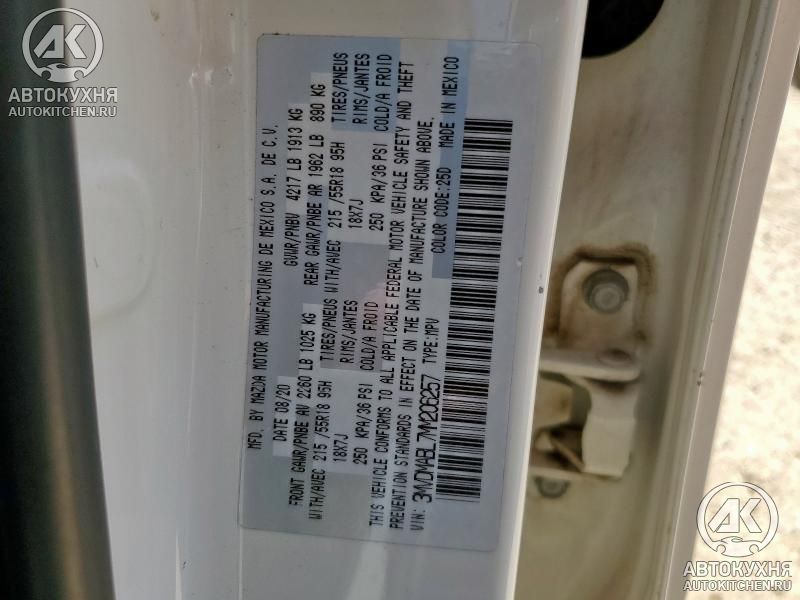 AK
АВТОКУХНЯ
AUTOKITCHEN.RU
MFD. BY MAZDA MOTOR MANUFACTURING DE MEXICO S.A. DE C.V.
DATE 08/20 GVWR/PNBV 4217 LB 1913 KG
FRONT GAWR/PNBE AV 2260 LB 1025 KG REAR GAWR/PNBE AR 1962 LB 890 KG
WITH/AVEC 215 /55R18 95H TIRES/PNEUS WITH/AVEC 215 /55R18 95H TIRES/PNEUS
18X7J RIMS/JANTES 18X7J RIMS/JANTES
250 KPA/36 PSI COLD/A FROID 250 KPA/36 PSI COLD/A FROID
THIS VEHICLE CONFORMS TO ALL APPLICABLE FEDERAL MOTOR VEHICLE SAFETY AND THEFT
PREVENTION STANDARDS IN EFFECT ON THE DATE OF MANUFACTURE SHOWN ABOVE.
VIN: 3MVDMABL7MM206257 TYPE:MPV COLOR CODE:25D MADE IN MEXICO
AK
АВТОКУХНЯ
AUTOKITCHEN.RU